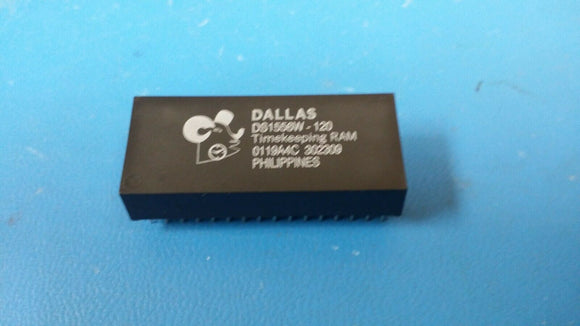 DALLAS
DS1556W-120
Timekeeping RAM
0119A4C 302309
PHILIPPINES